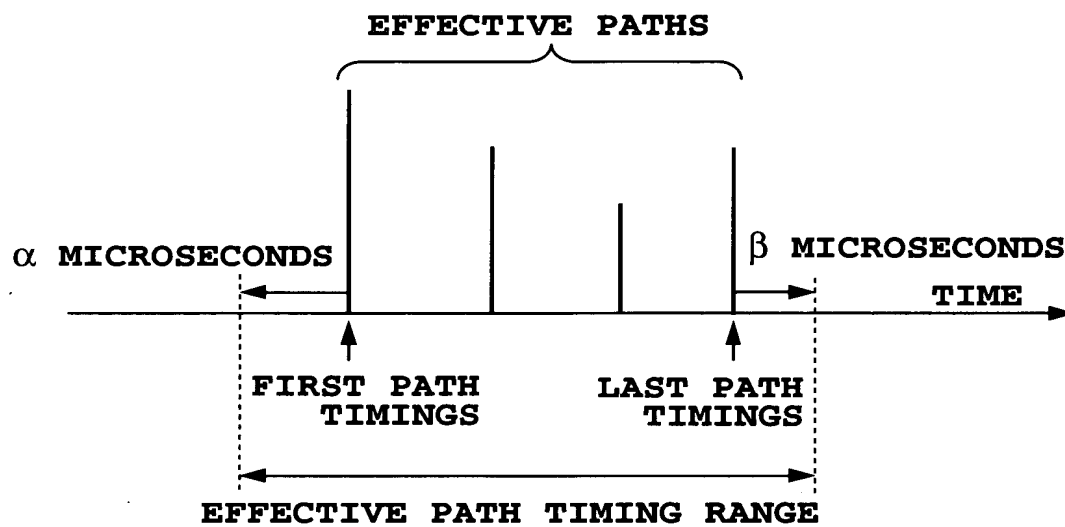 EFFECTIVE PATHS
α MICROSECONDS
β MICROSECONDS
TIME
FIRST PATH
TIMINGS
LAST PATH
TIMINGS
EFFECTIVE PATH TIMING RANGE